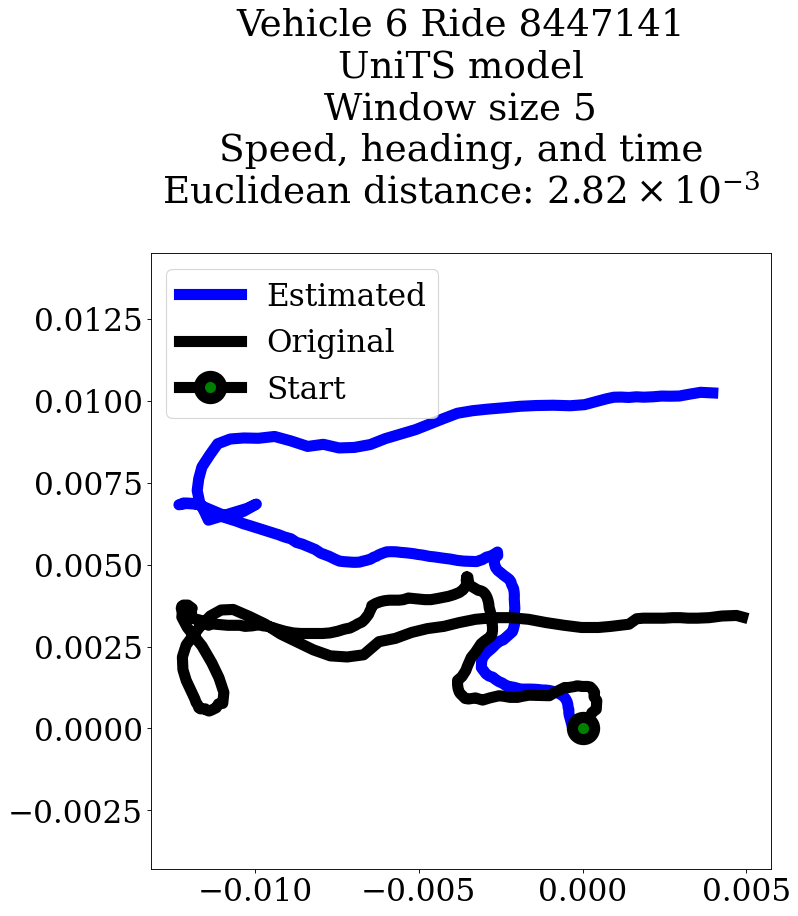 Vehicle 6 Ride 8447141
UniTS model
Window size 5
Speed, heading, and time
Euclidean distance: 2.82 × 10⁻³
Estimated
Original
Start
0.0125
0.0100
0.0075
0.0050
0.0025
0.0000
−0.0025
−0.010 −0.005 0.000 0.005